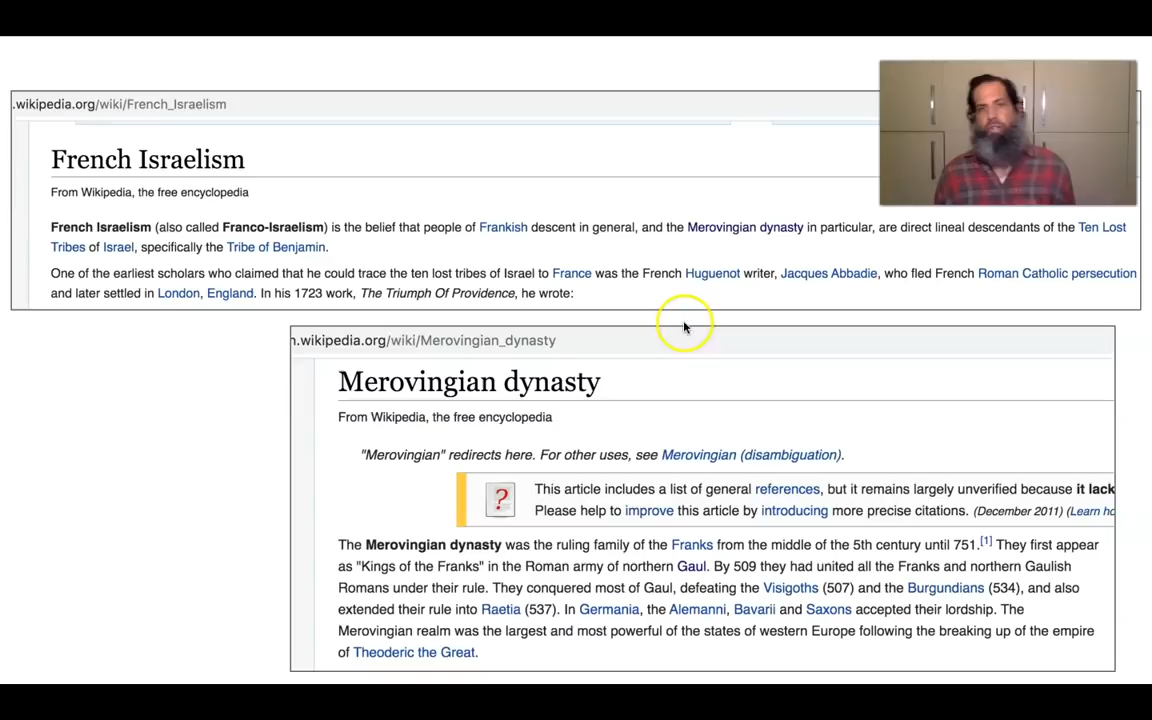 .wikipedia.org/wiki/French_Israelism
French Israelism
From Wikipedia, the free encyclopedia
French Israelism (also called Franco-Israelism) is the belief that people of Frankish descent in general, and the Merovingian dynasty in particular, are direct lineal descendants of the Ten Lost
Tribes of Israel, specifically the Tribe of Benjamin.
One of the earliest scholars who claimed that he could trace the ten lost tribes of Israel to France was the French Huguenot writer, Jacques Abbadie, who fled French Roman Catholic persecution
and later settled in London, England. In his 1723 work, The Triumph Of Providence, he wrote:
n.wikipedia.org/wiki/Merovingian_dynasty
Merovingian dynasty
From Wikipedia, the free encyclopedia
"Merovingian" redirects here. For other uses, see Merovingian (disambiguation).
?
This article includes a list of general references, but it remains largely unverified because it lack
Please help to improve this article by introducing more precise citations. (December 2011) (Learn ho
The Merovingian dynasty was the ruling family of the Franks from the middle of the 5th century until 751.[1] They first appear
as "Kings of the Franks" in the Roman army of northern Gaul. By 509 they had united all the Franks and northern Gaulish
Romans under their rule. They conquered most of Gaul, defeating the Visigoths (507) and the Burgundians (534), and also
extended their rule into Raetia (537). In Germania, the Alemanni, Bavarii and Saxons accepted their lordship. The
Merovingian realm was the largest and most powerful of the states of western Europe following the breaking up of the empire
of Theoderic the Great.